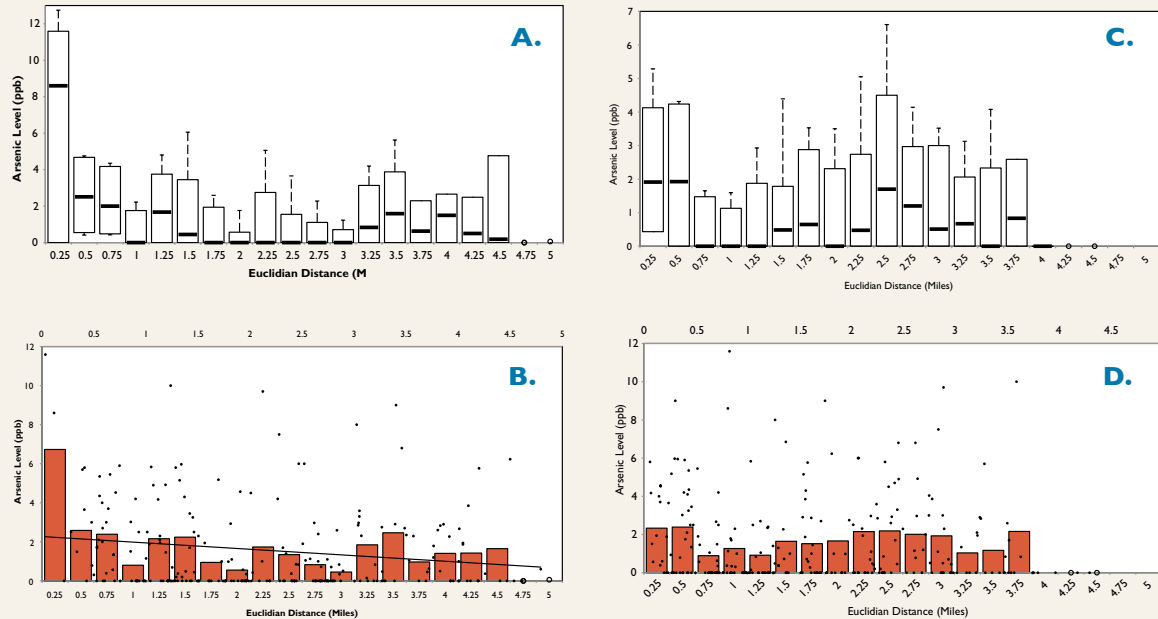 A.
12
10
8
6
4
2
0
Arsenic Level (ppb)
0.25 0.5 0.75 1 1.25 1.5 1.75 2 2.25 2.5 2.75 3 3.25 3.5 3.75 4 4.25 4.5 4.75 5
Euclidian Distance (M
C.
7
6
5
4
3
2
1
0
Arsenic Level (ppb)
0.25 0.5 0.75 1 1.25 1.5 1.75 2 2.25 2.5 2.75 3 3.25 3.5 3.75 4 4.25 4.5 4.75 5
Euclidian Distance (Miles)
0 0.5 1 1.5 2 2.5 3 3.5 4 4.5 5
B.
12
10
8
6
4
2
0
Arsenic Level (ppb)
0.25 0.5 0.75 1 1.25 1.5 1.75 2 2.25 2.5 2.75 3 3.25 3.5 3.75 4 4.25 4.5 4.75 5
Euclidian Distance (Miles)
0 0.5 1 1.5 2 2.5 3 3.5 4 4.5
D.
12
10
8
6
4
2
0
Arsenic Level (ppb)
0.25 0.5 0.75 1 1.25 1.5 1.75 2 2.25 2.5 2.75 3 3.25 3.5 3.75 4 4.25 4.5 4.75 5
Euclidian Distance (Miles)